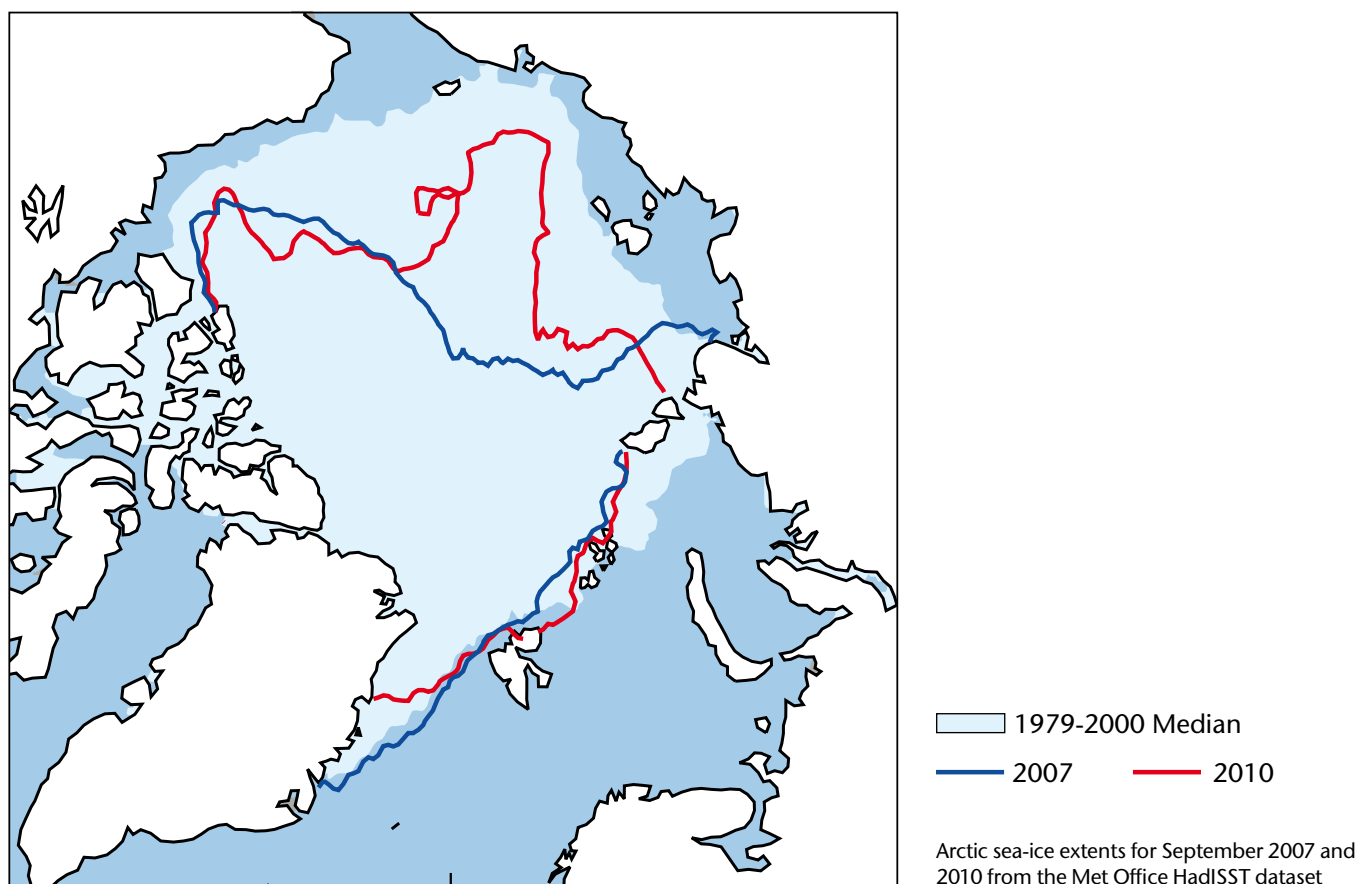 1979-2000 Median
2007 2010
Arctic sea-ice extents for September 2007 and
2010 from the Met Office HadISST dataset